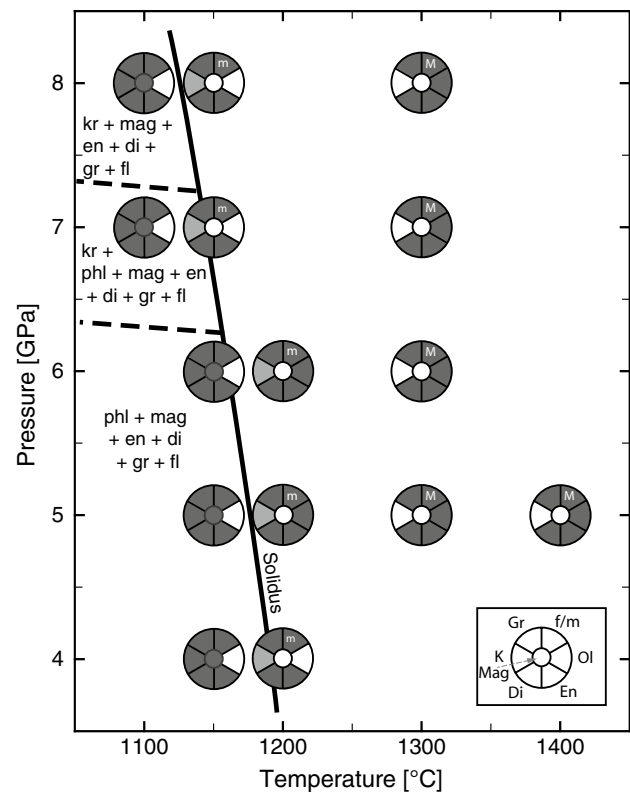 8
m
M
kr + mag +
en + di +
gr + fl
7
m
M
kr +
phl + mag + en
+ di + gr + fl
6
m
M
phl + mag
+ en + di
+ gr + fl
5
m
M
M
Solidus
4
m
Gr f/m
K Ol
Mag
Di En
Pressure [GPa]
1100 1200 1300 1400
Temperature [°C]